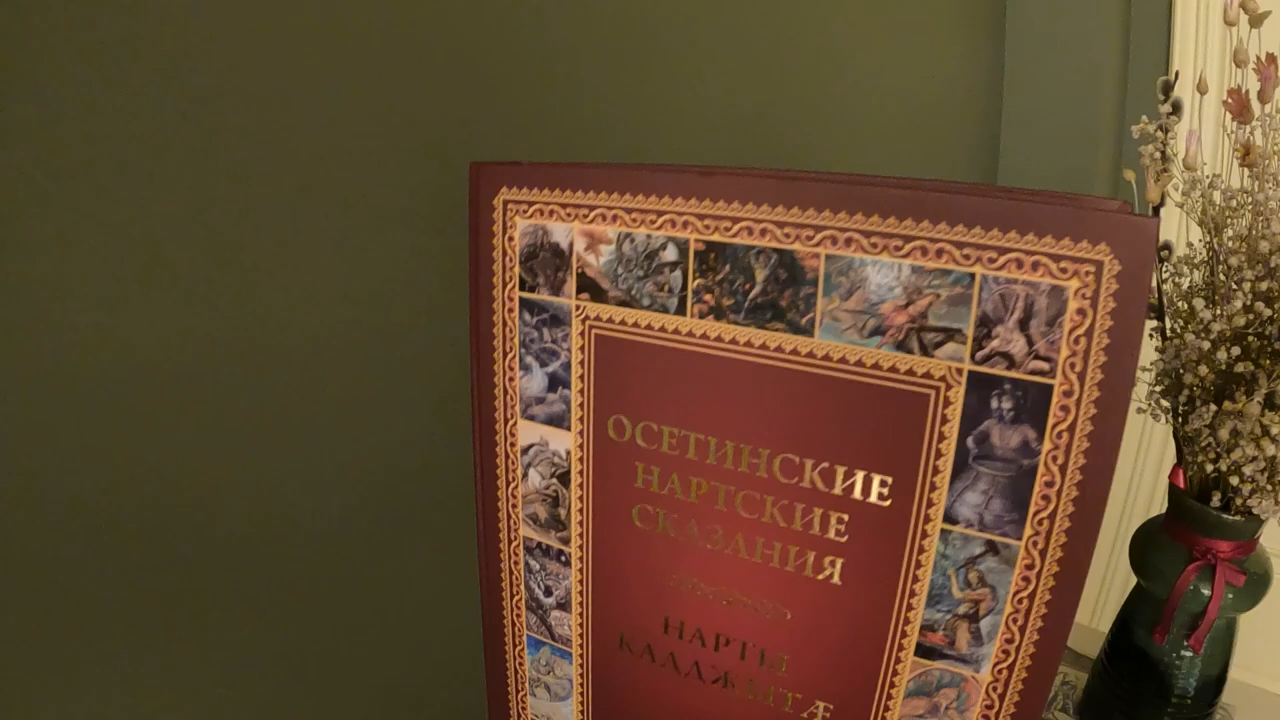 ОСЕТИНСКИЕ
НАРТСКИЕ
СКАЗАНИЯ
НАРТЫ
КАДДЖЫТÆ